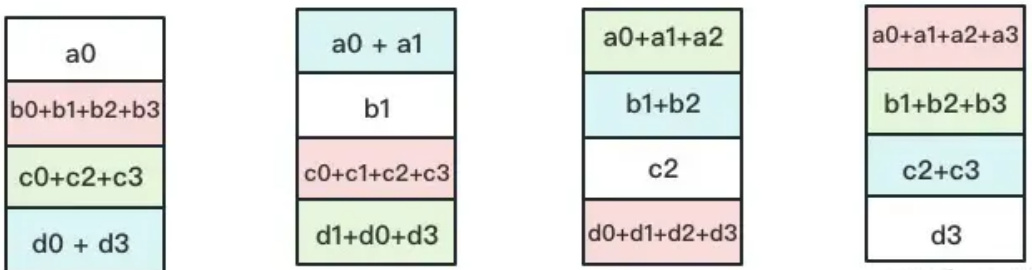 a0
b0+b1+b2+b3
c0+c2+c3
d0 + d3
a0 + a1
b1
c0+c1+c2+c3
d1+d0+d3
a0+a1+a2
b1+b2
c2
d0+d1+d2+d3
a0+a1+a2+a3
b1+b2+b3
c2+c3
d3